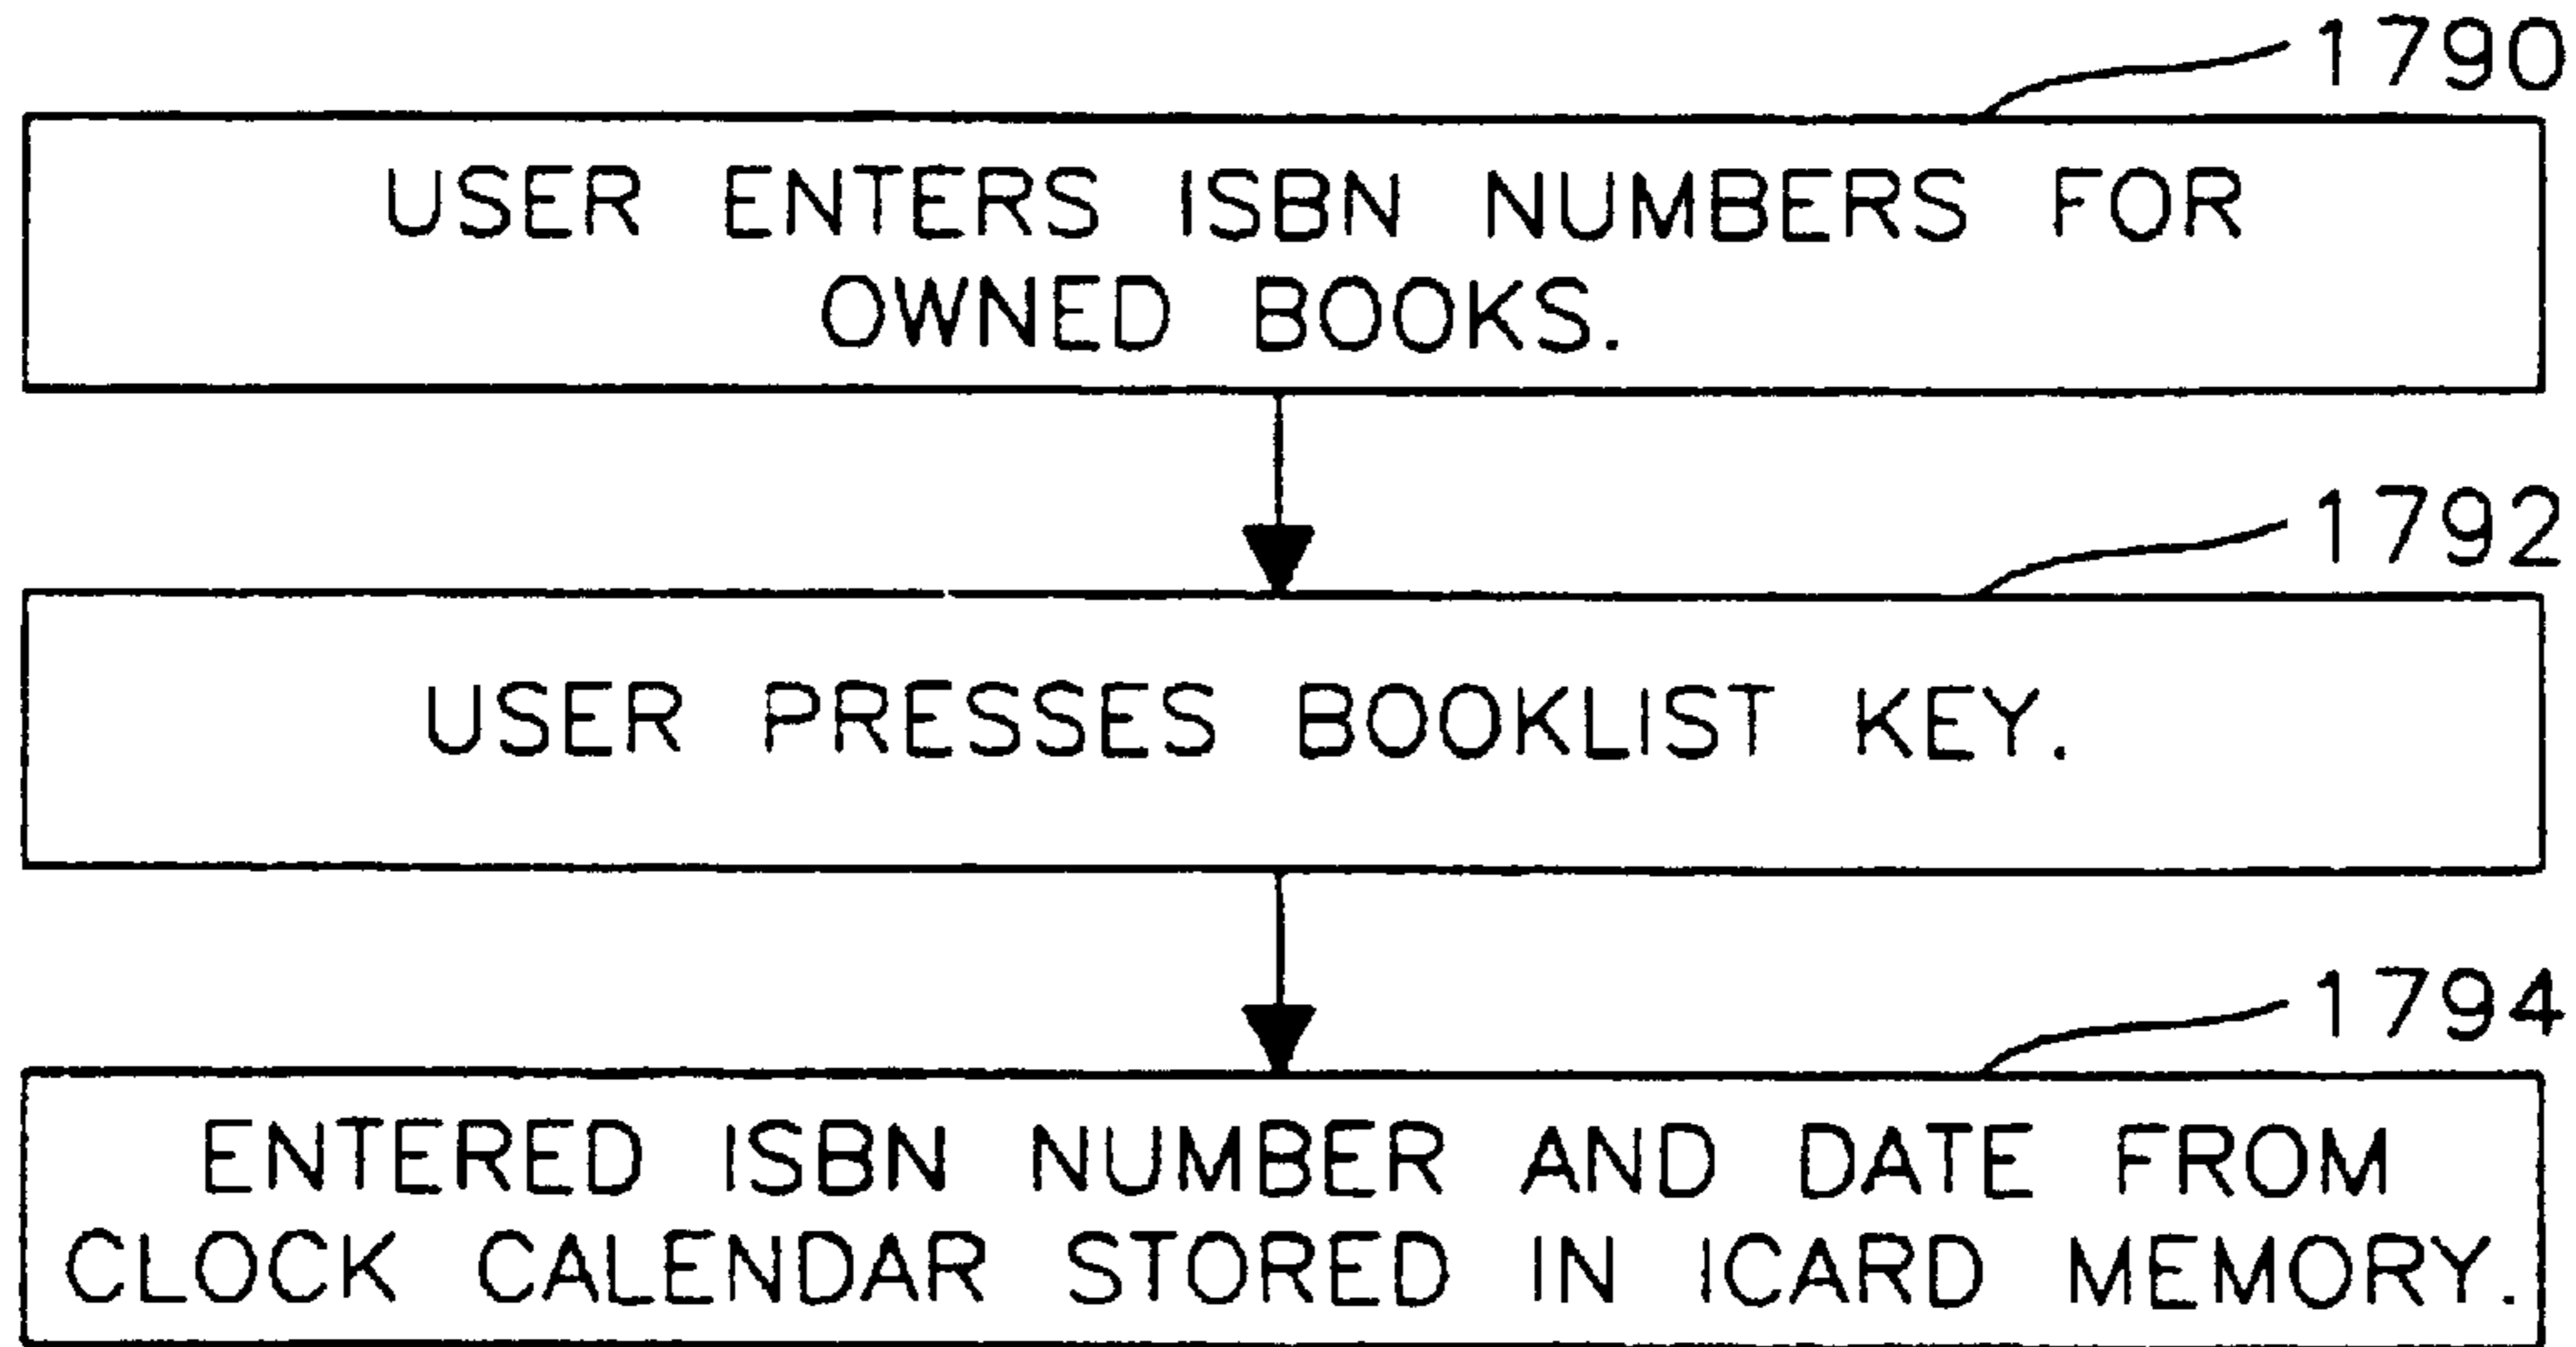 1790
USER ENTERS ISBN NUMBERS FOR
OWNED BOOKS.
1792
USER PRESSES BOOKLIST KEY.
1794
ENTERED ISBN NUMBER AND DATE FROM
CLOCK CALENDAR STORED IN ICARD MEMORY.